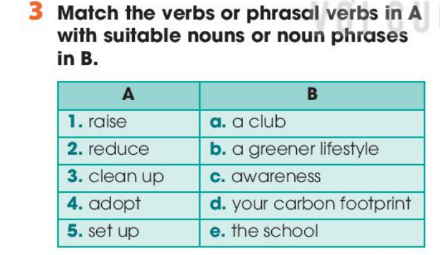 3 Match the verbs or phrasal verbs in A
with suitable nouns or noun phrases
in B.
A B
1. raise a. a club
2. reduce b. a greener lifestyle
3. clean up c. awareness
4. adopt d. your carbon footprint
5. set up e. the school